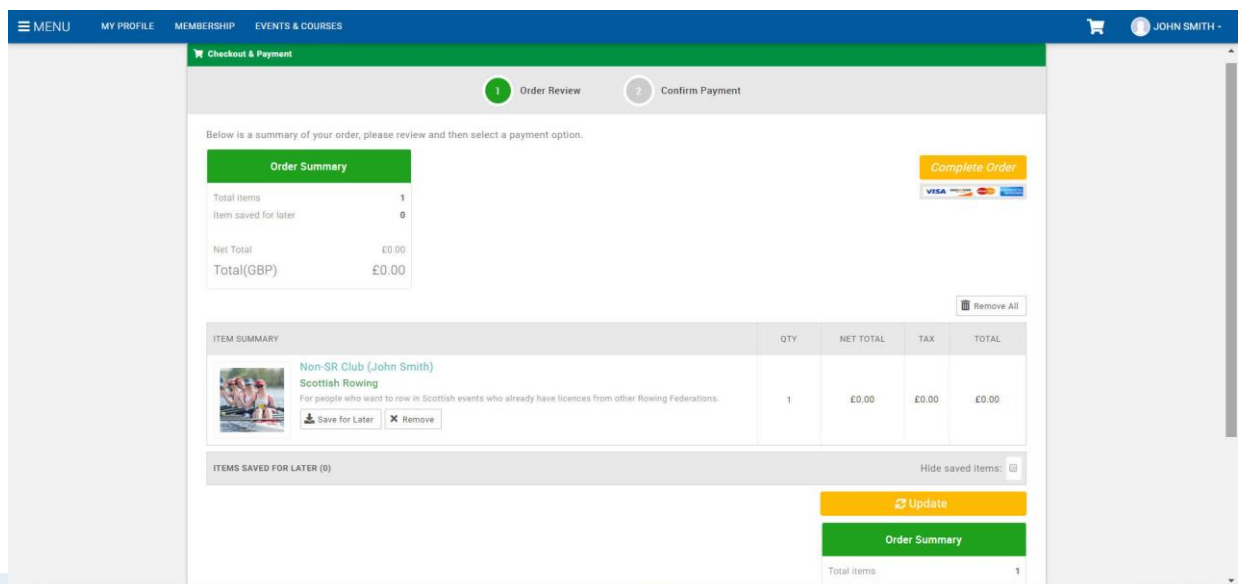 MENU MY PROFILE MEMBERSHIP EVENTS & COURSES JOHN SMITH
Checkout & Payment
1 Order Review 2 Confirm Payment
Below is a summary of your order, please review and then select a payment option.
Order Summary
Complete Order
VISA
Total items 1
Item saved for later 0
Net Total £0.00
Total(GBP) £0.00
Remove All
ITEM SUMMARY QTY NET TOTAL TAX TOTAL
Non-SR Club (John Smith)
Scottish Rowing
For people who want to row in Scottish events who already have licences from other Rowing Federations.
1 £0.00 £0.00 £0.00
Save for Later Remove
ITEMS SAVED FOR LATER (0) Hide saved items:
Update
Order Summary
Total items 1